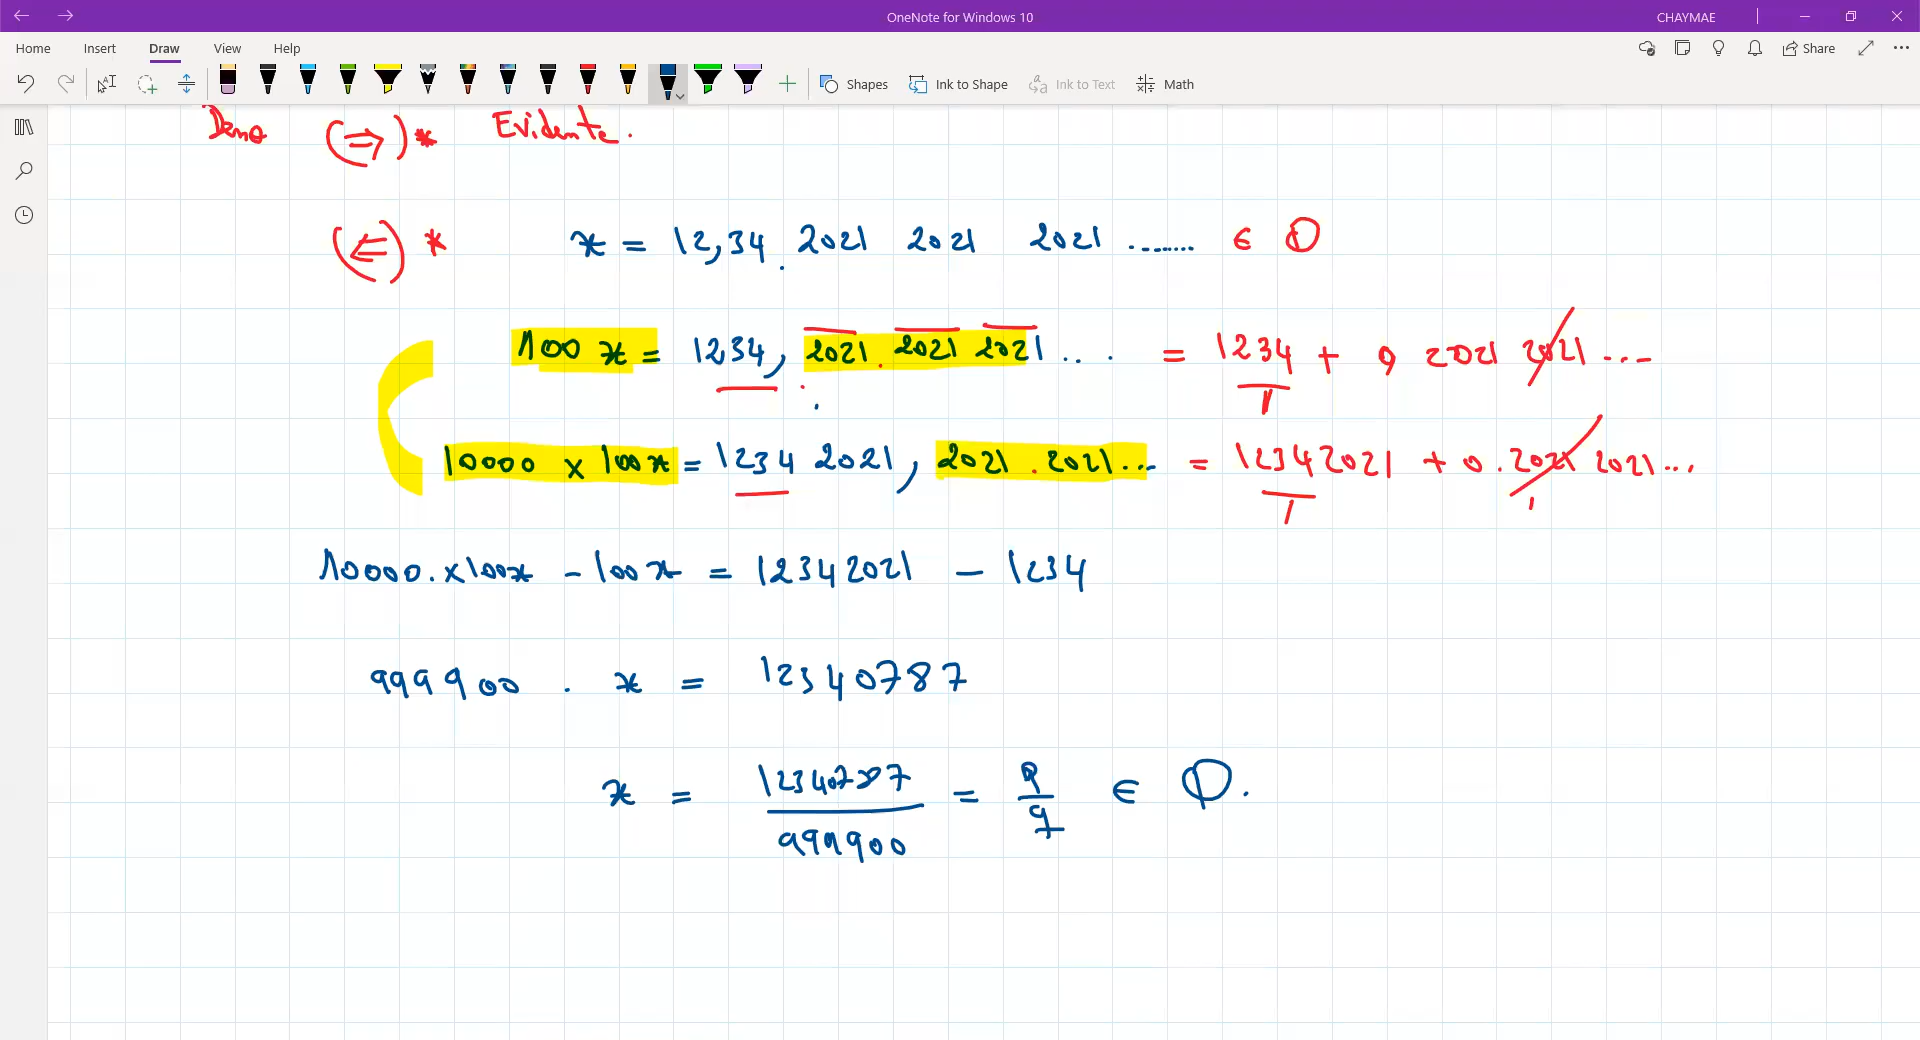 OneNote for Windows 10
CHAYMAE
Home Insert Draw View Help
Share
Shapes Ink to Shape Ink to Text Math
Demo (⇒) * Evidente.
(⇐) * x = 12,34 . 2021 2021 2021 ........ ∈ Q
100 x = 1234, 2021 . 2021 2021 ... = 1234 + 0, 2021 2021 ...
10000 x 100x = 1234 2021, 2021 . 2021... = 12342021 + 0 . 2021 2021...
10000 . x 100x - 100x = 12342021 - 1234
999900 . x = 12340787
x = 12340787/999900 = p/q ∈ Q.